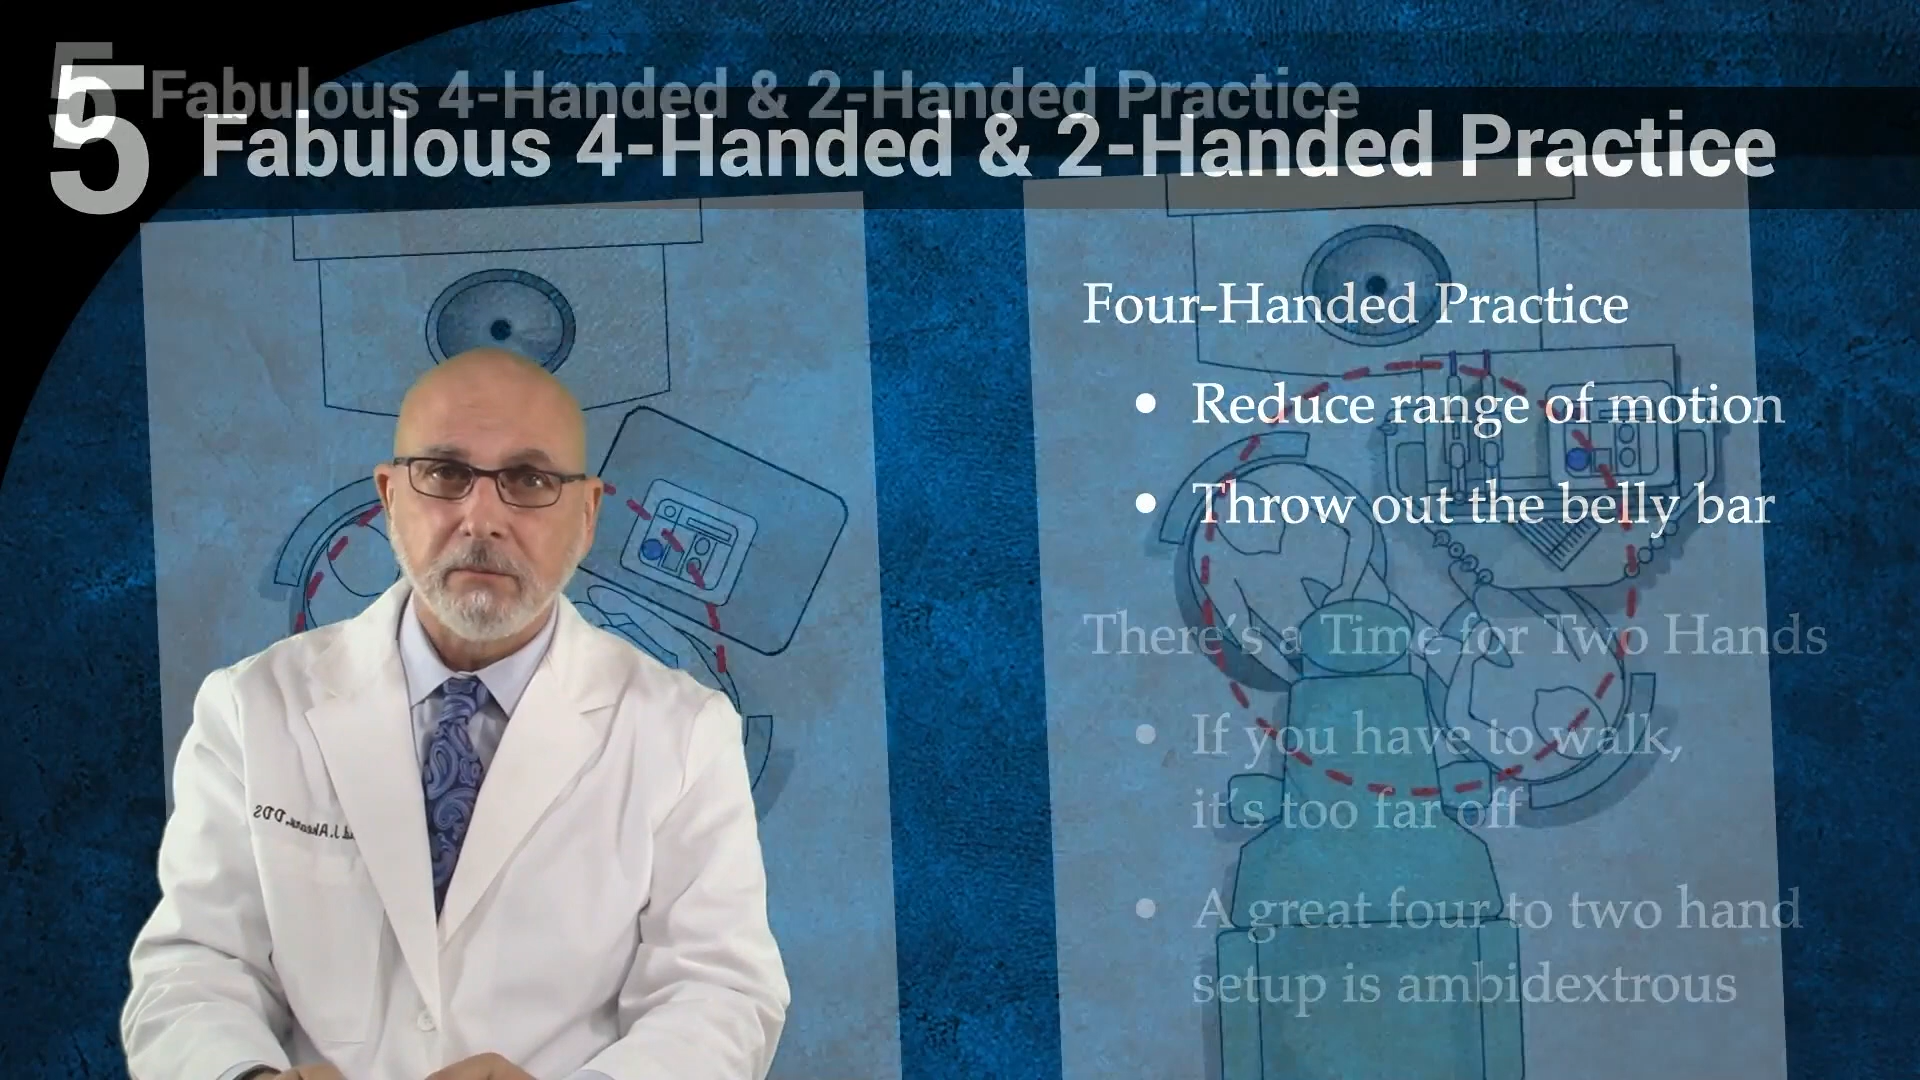 5 Fabulous 4-Handed & 2-Handed Practice
5 Fabulous 4-Handed & 2-Handed Practice
Four-Handed Practice
• Reduce range of motion
• Throw out the belly bar
There's a Time for Two Hands
• If you have to walk,
it's too far off
• A great four to two hand
setup is ambidextrous
DDS